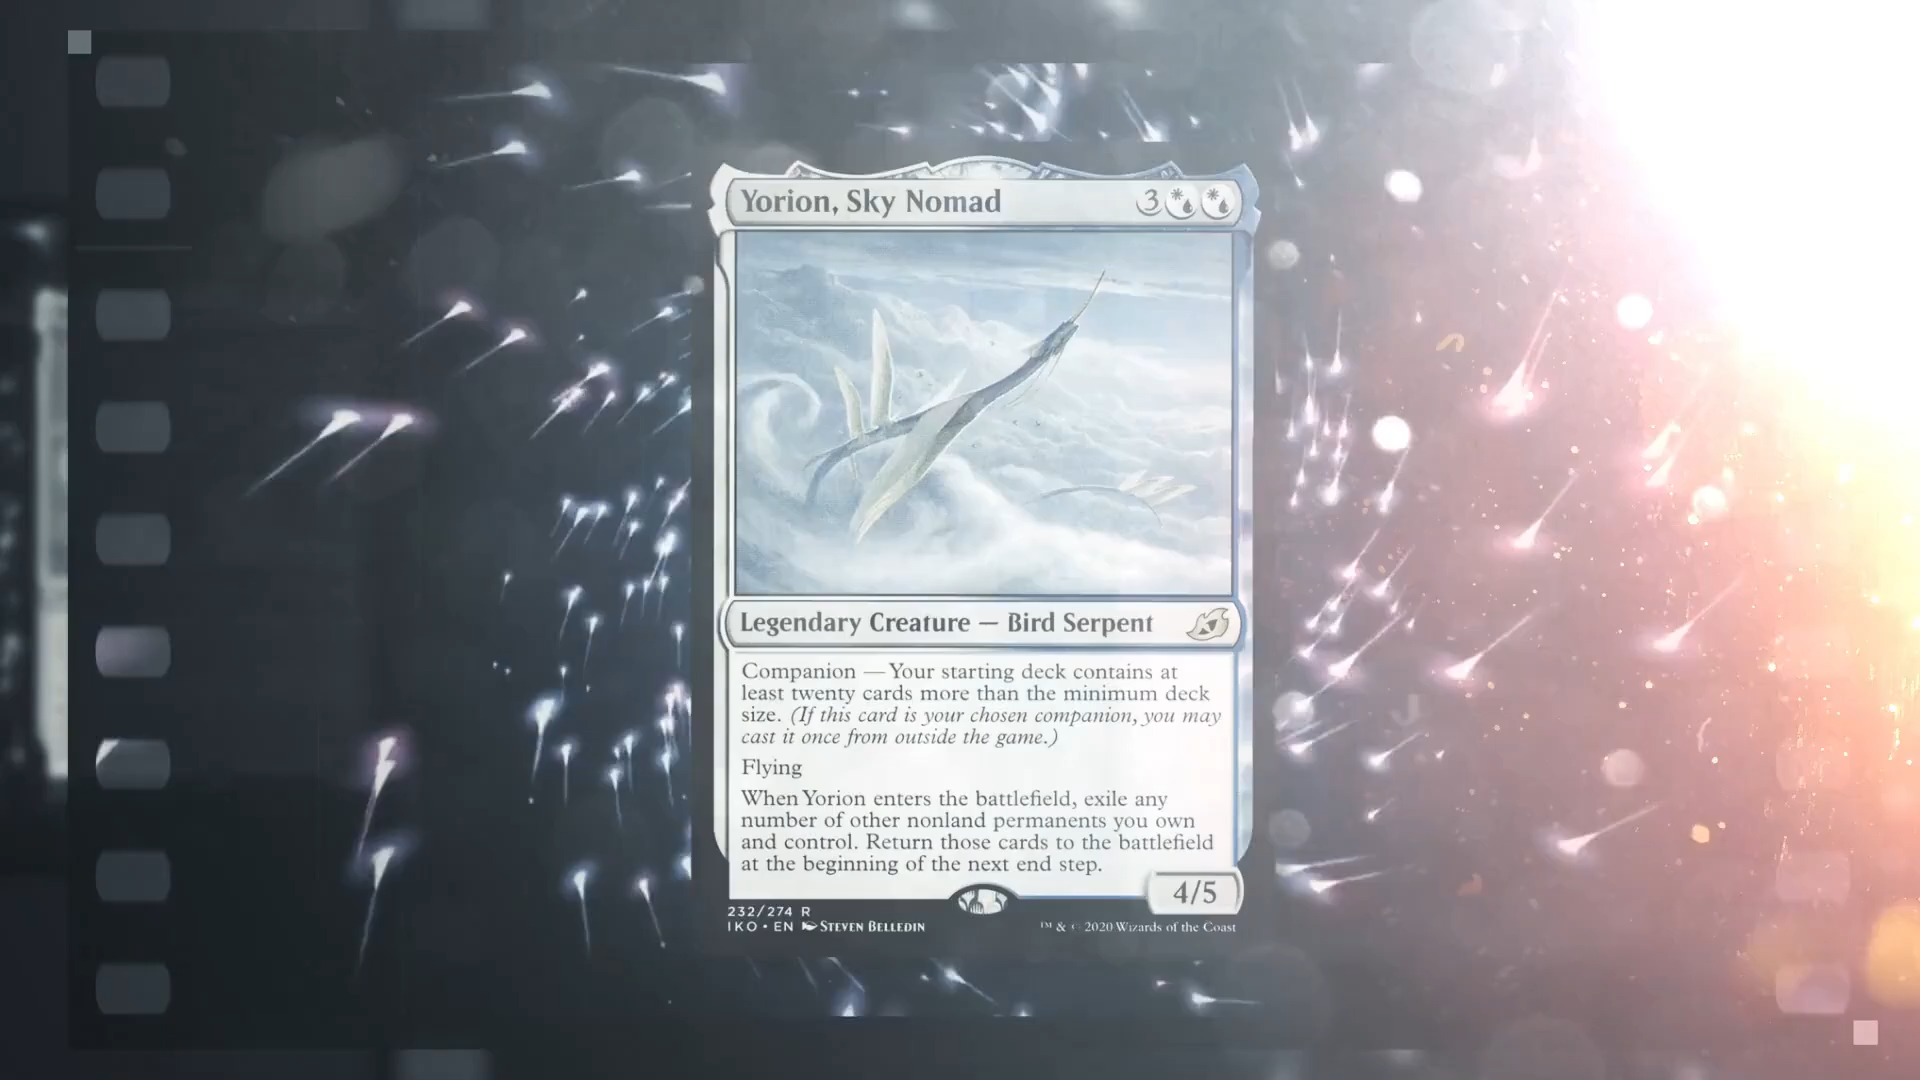 Yorion, Sky Nomad 3
Legendary Creature — Bird Serpent
Companion — Your starting deck contains at
least twenty cards more than the minimum deck
size. (If this card is your chosen companion, you may
cast it once from outside the game.)
Flying
When Yorion enters the battlefield, exile any
number of other nonland permanents you own
and control. Return those cards to the battlefield
at the beginning of the next end step.
4/5
232/274 R
IKO • EN STEVEN BELLEDIN
™ & © 2020 Wizards of the Coast